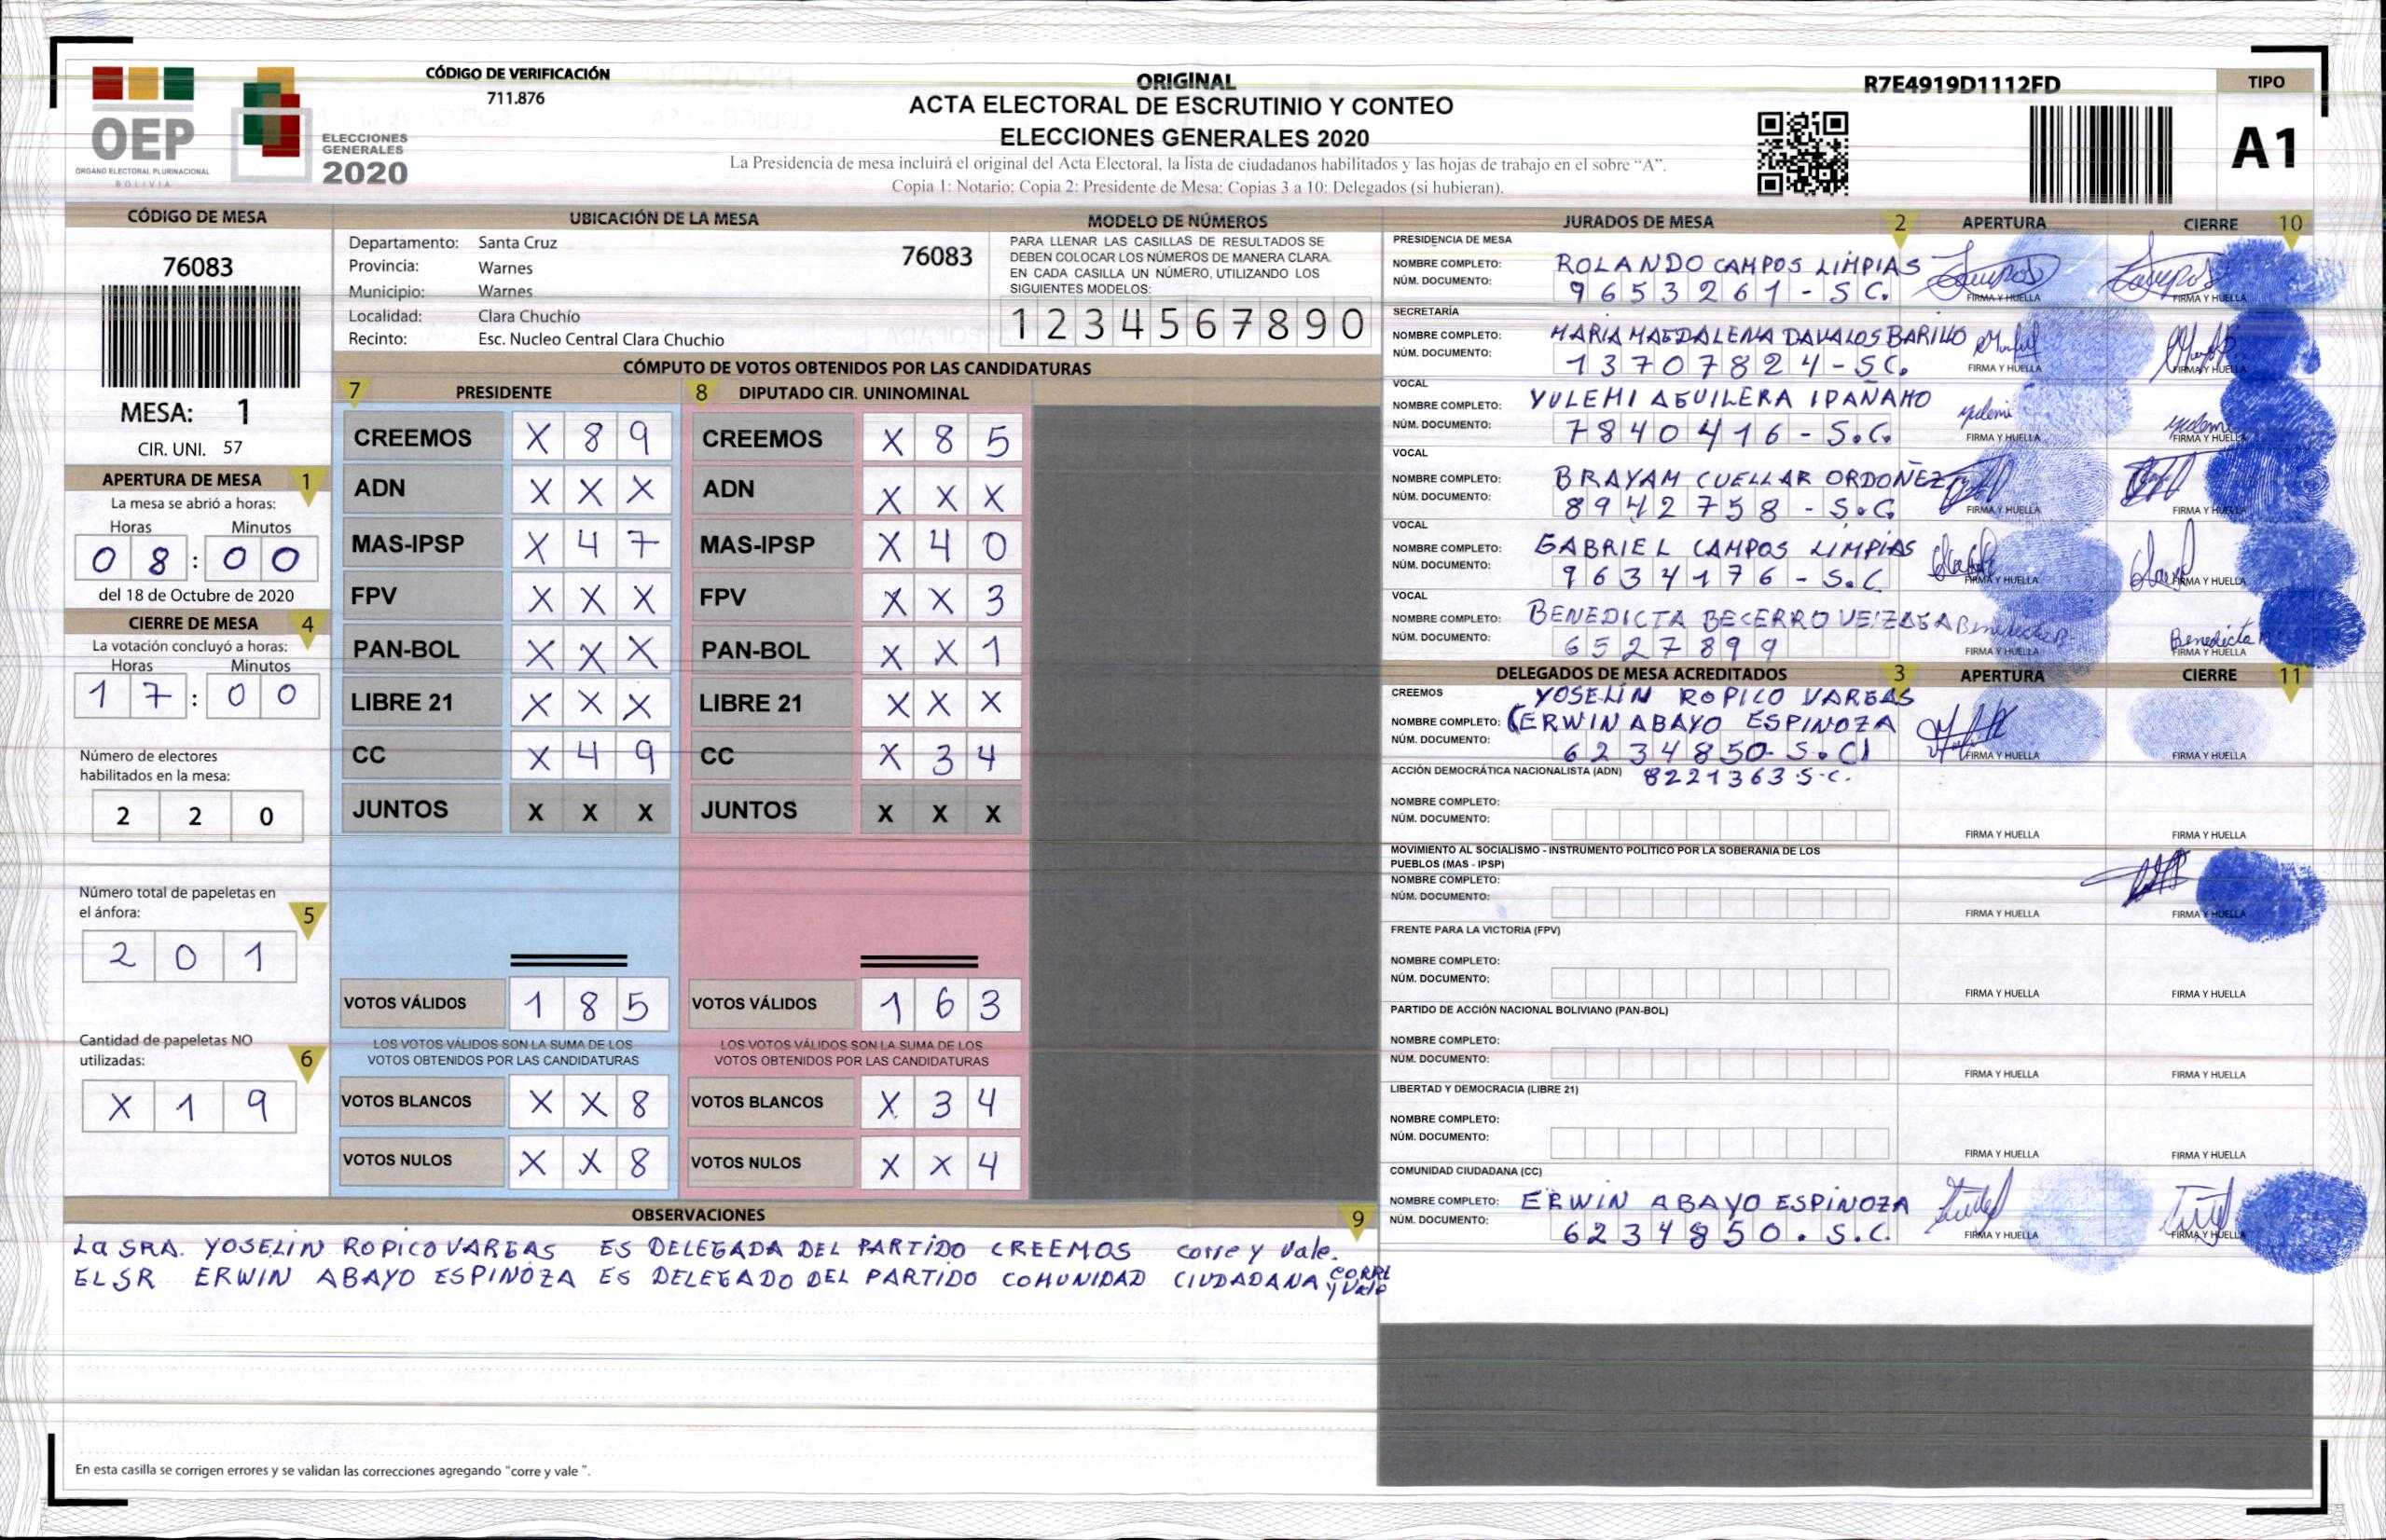 OEP
ÓRGANO ELECTORAL PLURINACIONAL
BOLIVIA
ELECCIONES
GENERALES
2020
CÓDIGO DE VERIFICACIÓN
711.876
ORIGINAL
ACTA ELECTORAL DE ESCRUTINIO Y CONTEO
ELECCIONES GENERALES 2020
La Presidencia de mesa incluirá el original del Acta Electoral, la lista de ciudadanos habilitados y las hojas de trabajo en el sobre “A”.
Copia 1: Notario; Copia 2: Presidente de Mesa; Copias 3 a 10: Delegados (si hubieran).
R7E4919D1112FD
TIPO
A1
CÓDIGO DE MESA
76083
MESA: 1
CIR. UNI. 57
APERTURA DE MESA 1
La mesa se abrió a horas:
Horas Minutos
0 8 : 0 0
del 18 de Octubre de 2020
CIERRE DE MESA 4
La votación concluyó a horas:
Horas Minutos
1 7 : 0 0
Número de electores
habilitados en la mesa:
2 2 0
Número total de papeletas en
el ánfora: 5
2 0 1
Cantidad de papeletas NO
utilizadas: 6
X 1 9
UBICACIÓN DE LA MESA
Departamento: Santa Cruz
76083
Provincia: Warnes
Municipio: Warnes
Localidad: Clara Chuchío
Recinto: Esc. Nucleo Central Clara Chuchio
MODELO DE NÚMEROS
PARA LLENAR LAS CASILLAS DE RESULTADOS SE
DEBEN COLOCAR LOS NÚMEROS DE MANERA CLARA.
EN CADA CASILLA UN NÚMERO, UTILIZANDO LOS
SIGUIENTES MODELOS:
1 2 3 4 5 6 7 8 9 0
CÓMPUTO DE VOTOS OBTENIDOS POR LAS CANDIDATURAS
7 PRESIDENTE
CREEMOS X 8 9
ADN X X X
MAS-IPSP X 4 7
FPV X X X
PAN-BOL X X X
LIBRE 21 X X X
CC X 4 9
JUNTOS X X X
VOTOS VÁLIDOS 1 8 5
LOS VOTOS VÁLIDOS SON LA SUMA DE LOS
VOTOS OBTENIDOS POR LAS CANDIDATURAS
VOTOS BLANCOS X X 8
VOTOS NULOS X X 8
8 DIPUTADO CIR. UNINOMINAL
CREEMOS X 8 5
ADN X X X
MAS-IPSP X 4 0
FPV X X 3
PAN-BOL X X 1
LIBRE 21 X X X
CC X 3 4
JUNTOS X X X
VOTOS VÁLIDOS 1 6 3
LOS VOTOS VÁLIDOS SON LA SUMA DE LOS
VOTOS OBTENIDOS POR LAS CANDIDATURAS
VOTOS BLANCOS X 3 4
VOTOS NULOS X X 4
OBSERVACIONES 9
La SRA. YOSELIN ROPICO VARGAS ES DELEGADA DEL PARTIDO CREEMOS corre y Vale.
EL SR ERWIN ABAYO ESPINOZA ES DELEGADO DEL PARTIDO COMUNIDAD CIUDADANA CORRE
y Vale
En esta casilla se corrigen errores y se validan las correcciones agregando “corre y vale ”.
JURADOS DE MESA 2 APERTURA CIERRE 10
PRESIDENCIA DE MESA
NOMBRE COMPLETO: ROLANDO CAMPOS LIMPIAS
NÚM. DOCUMENTO: 9653261 - SC.
FIRMA Y HUELLA FIRMA Y HUELLA
SECRETARÍA
NOMBRE COMPLETO: MARIA MAGDALENA DAVALOS BARILLO
NÚM. DOCUMENTO: 13707824 - SC.
FIRMA Y HUELLA FIRMA Y HUELLA
VOCAL
NOMBRE COMPLETO: YULEMI AGUILERA IPAÑAMO
NÚM. DOCUMENTO: 7840416 - S.C.
FIRMA Y HUELLA FIRMA Y HUELLA
VOCAL
NOMBRE COMPLETO: BRAYAM CUELLAR ORDOÑEZ
NÚM. DOCUMENTO: 8942758 - S.C
FIRMA Y HUELLA FIRMA Y HUELLA
VOCAL
NOMBRE COMPLETO: GABRIEL CAMPOS LIMPIAS
NÚM. DOCUMENTO: 9634176 - S.C
FIRMA Y HUELLA FIRMA Y HUELLA
VOCAL
NOMBRE COMPLETO: BENEDICTA BECERRO VEIZAGA Benedicta B. Benedicta B
NÚM. DOCUMENTO: 6527899
FIRMA Y HUELLA FIRMA Y HUELLA
DELEGADOS DE MESA ACREDITADOS 3 APERTURA CIERRE 11
CREEMOS YOSELIN ROPICO VARGAS
NOMBRE COMPLETO: (ERWIN ABAYO ESPINOZA
NÚM. DOCUMENTO: 6234850 - S.C)
FIRMA Y HUELLA FIRMA Y HUELLA
ACCIÓN DEMOCRÁTICA NACIONALISTA (ADN) 8221363 S.C.
NOMBRE COMPLETO:
NÚM. DOCUMENTO:
FIRMA Y HUELLA FIRMA Y HUELLA
MOVIMIENTO AL SOCIALISMO - INSTRUMENTO POLÍTICO POR LA SOBERANIA DE LOS
PUEBLOS (MAS - IPSP)
NOMBRE COMPLETO:
NÚM. DOCUMENTO:
FIRMA Y HUELLA FIRMA Y HUELLA
FRENTE PARA LA VICTORIA (FPV)
NOMBRE COMPLETO:
NÚM. DOCUMENTO:
FIRMA Y HUELLA FIRMA Y HUELLA
PARTIDO DE ACCIÓN NACIONAL BOLIVIANO (PAN-BOL)
NOMBRE COMPLETO:
NÚM. DOCUMENTO:
FIRMA Y HUELLA FIRMA Y HUELLA
LIBERTAD Y DEMOCRACIA (LIBRE 21)
NOMBRE COMPLETO:
NÚM. DOCUMENTO:
FIRMA Y HUELLA FIRMA Y HUELLA
COMUNIDAD CIUDADANA (CC)
NOMBRE COMPLETO: ERWIN ABAYO ESPINOZA
NÚM. DOCUMENTO: 6234850. S.C.
FIRMA Y HUELLA FIRMA Y HUELLA